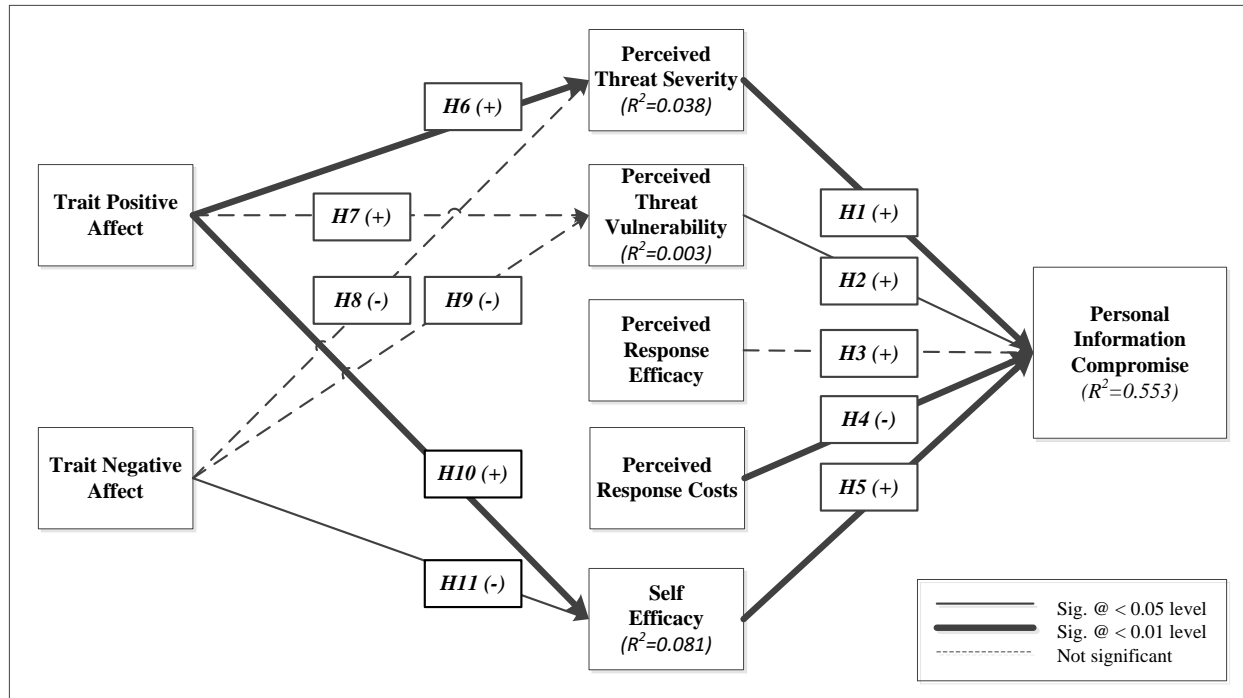 Trait Positive
Affect
Trait Negative
Affect
H6 (+)
H7 (+)
H8 (-)
H9 (-)
H10 (+)
H11 (-)
Perceived
Threat Severity
(R²=0.038)
Perceived
Threat
Vulnerability
(R²=0.003)
Perceived
Response
Efficacy
Perceived
Response Costs
Self
Efficacy
(R²=0.081)
H1 (+)
H2 (+)
H3 (+)
H4 (-)
H5 (+)
Personal
Information
Compromise
(R²=0.553)
Sig. @ < 0.05 level
Sig. @ < 0.01 level
Not significant